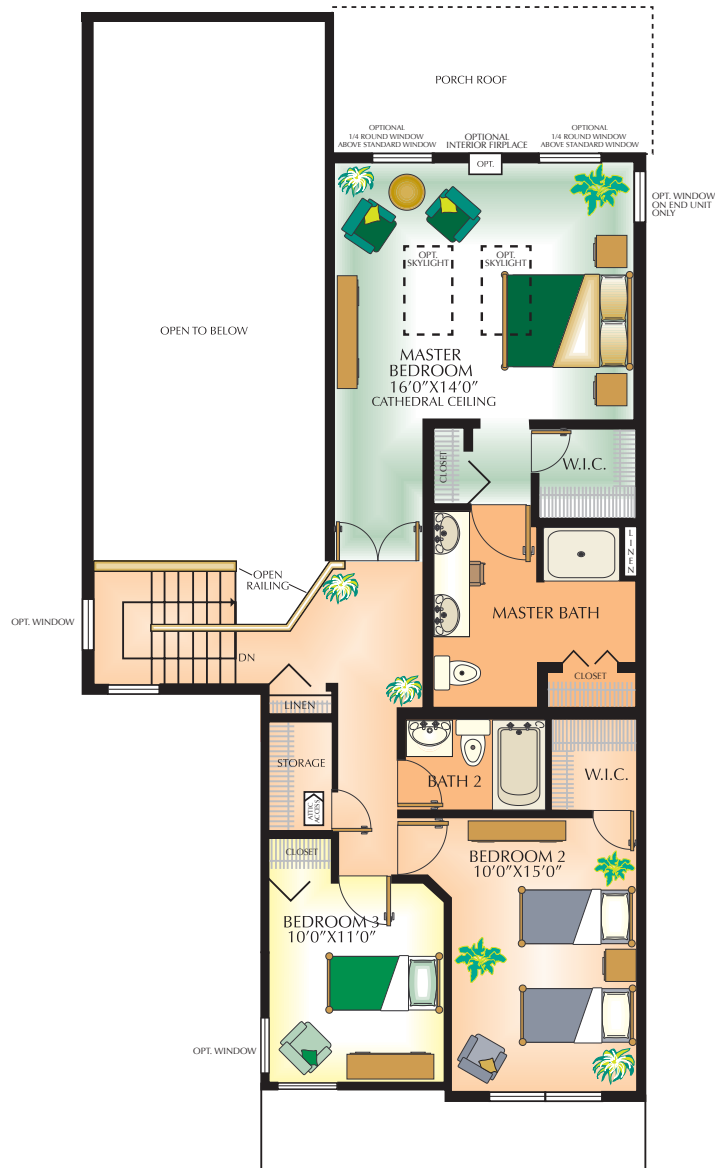 PORCH ROOF
OPTIONAL
1/4 ROUND WINDOW
ABOVE STANDARD WINDOW
OPTIONAL
INTERIOR FIRPLACE
OPTIONAL
1/4 ROUND WINDOW
ABOVE STANDARD WINDOW
OPT.
OPT. WINDOW
ON END UNIT
ONLY
OPT.
SKYLIGHT
OPT.
SKYLIGHT
OPEN TO BELOW
MASTER
BEDROOM
16'0"X14'0"
CATHEDRAL CEILING
CLOSET
W.I.C.
LINEN
OPEN
RAILING
MASTER BATH
OPT. WINDOW
DN
CLOSET
LINEN
STORAGE
ATTIC
ACCESS
BATH 2
W.I.C.
CLOSET
BEDROOM 2
10'0"X15'0"
BEDROOM 3
10'0"X11'0"
OPT. WINDOW